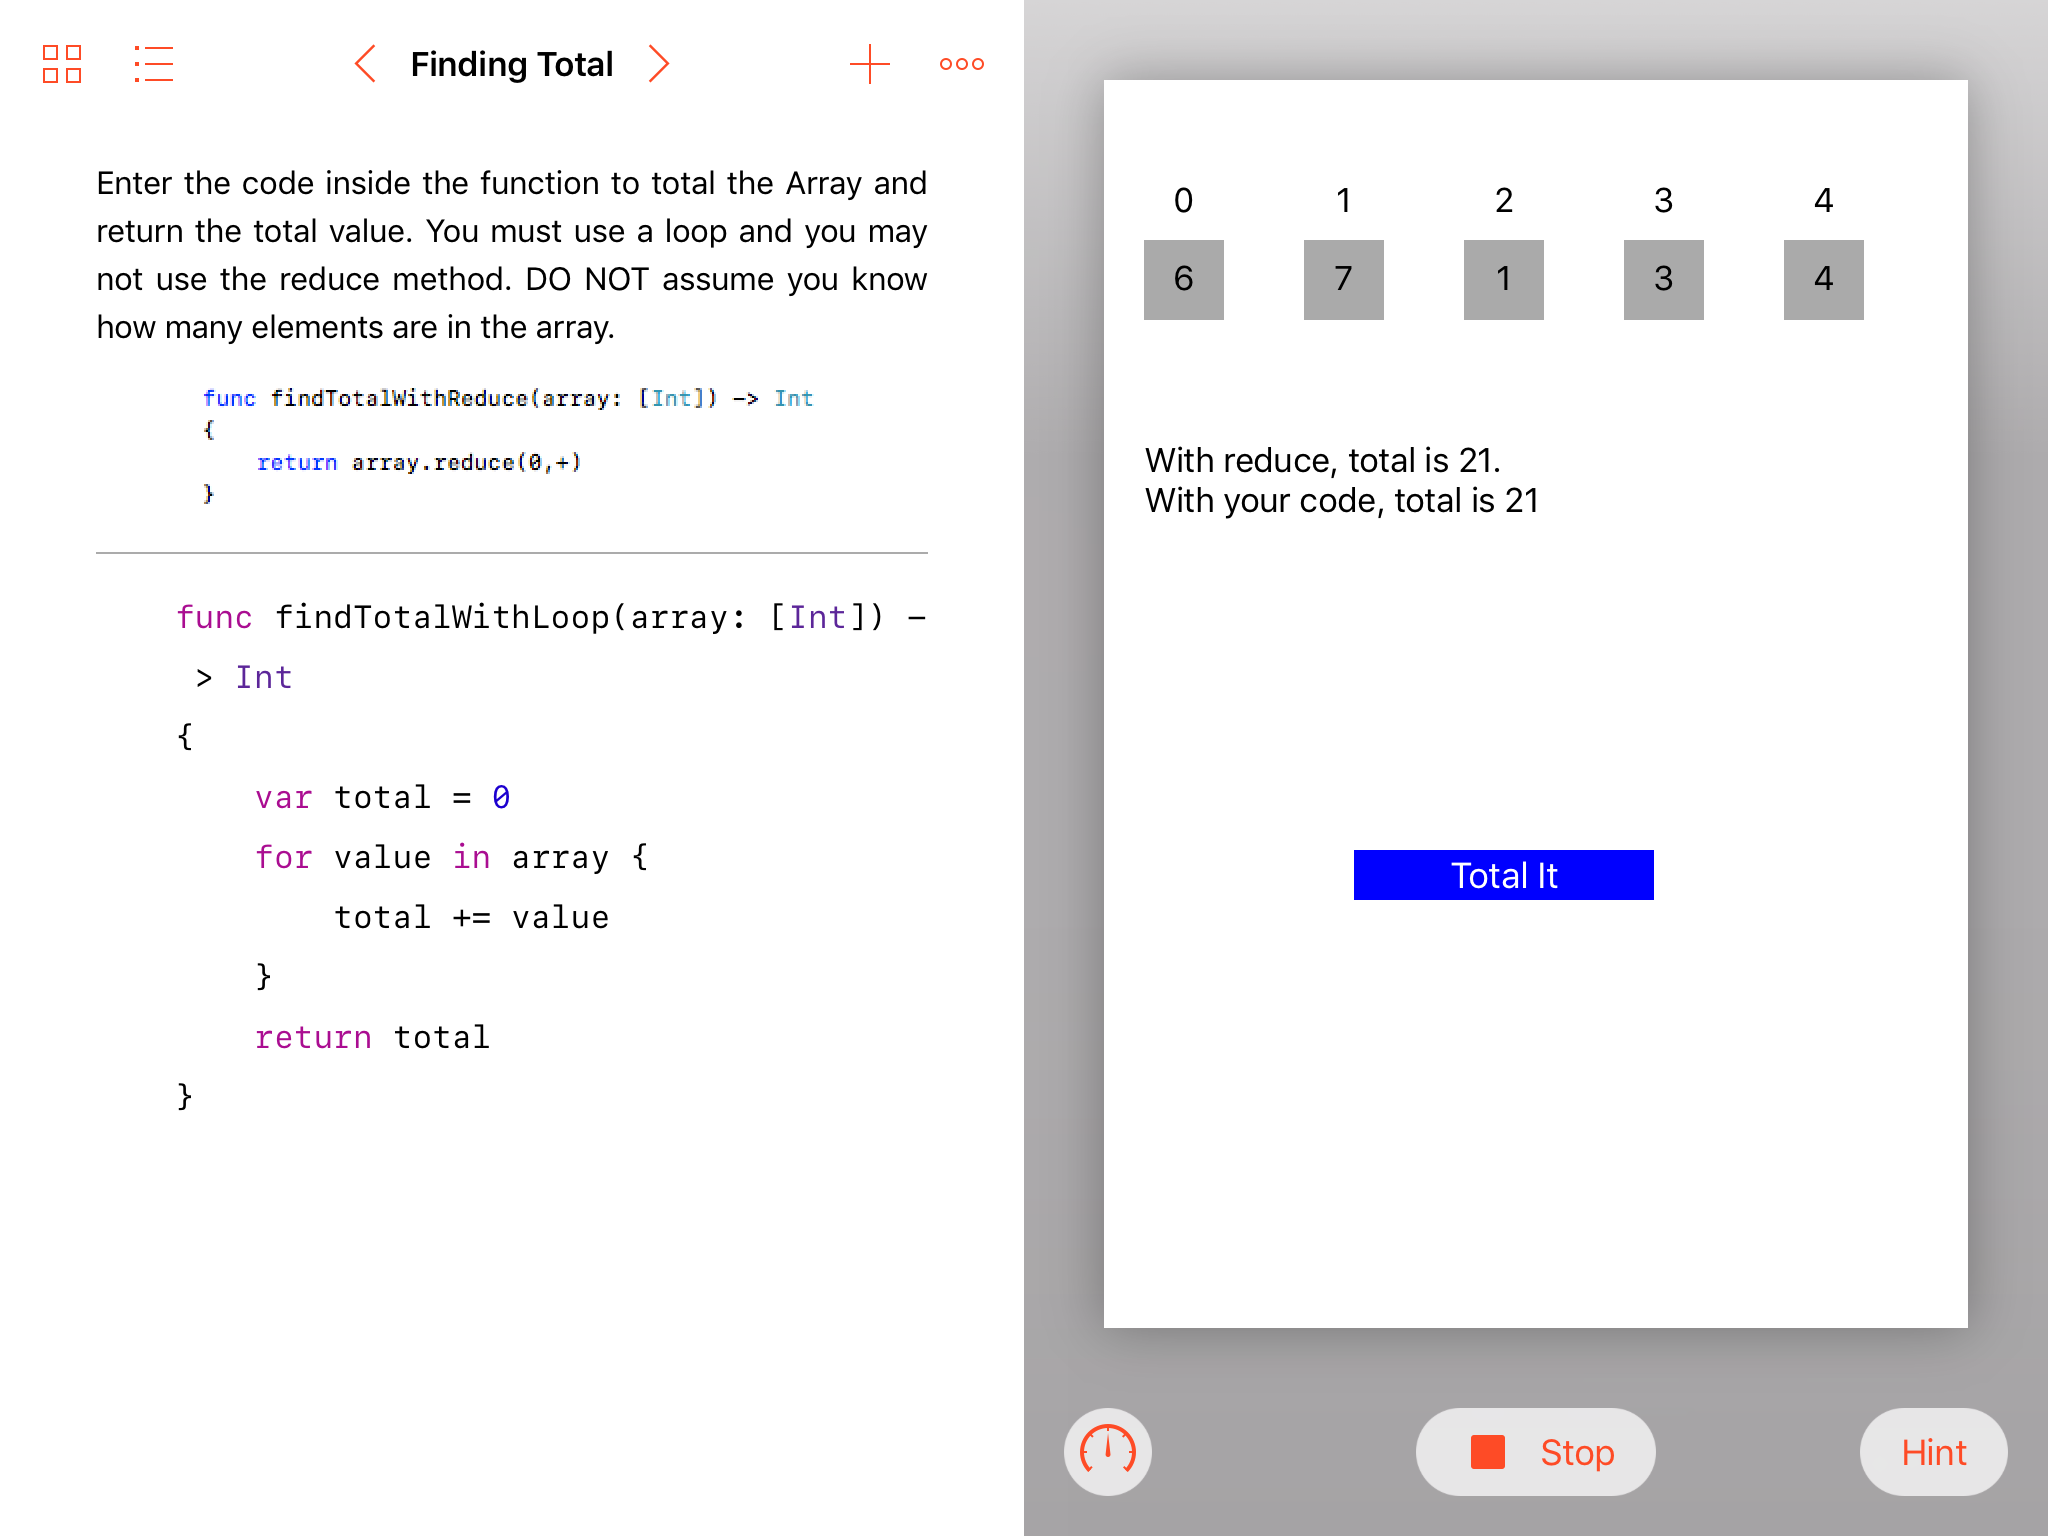 Finding Total
Enter the code inside the function to total the Array and
return the total value. You must use a loop and you may
not use the reduce method. DO NOT assume you know
how many elements are in the array.
func findTotalWithReduce(array: [Int]) -> Int
{
    return array.reduce(0,+)
}
func findTotalWithLoop(array: [Int]) -
 > Int
{
    var total = 0
    for value in array {
        total += value
    }
    return total
}
0 1 2 3 4
6 7 1 3 4
With reduce, total is 21.
With your code, total is 21
Total It
Stop
Hint